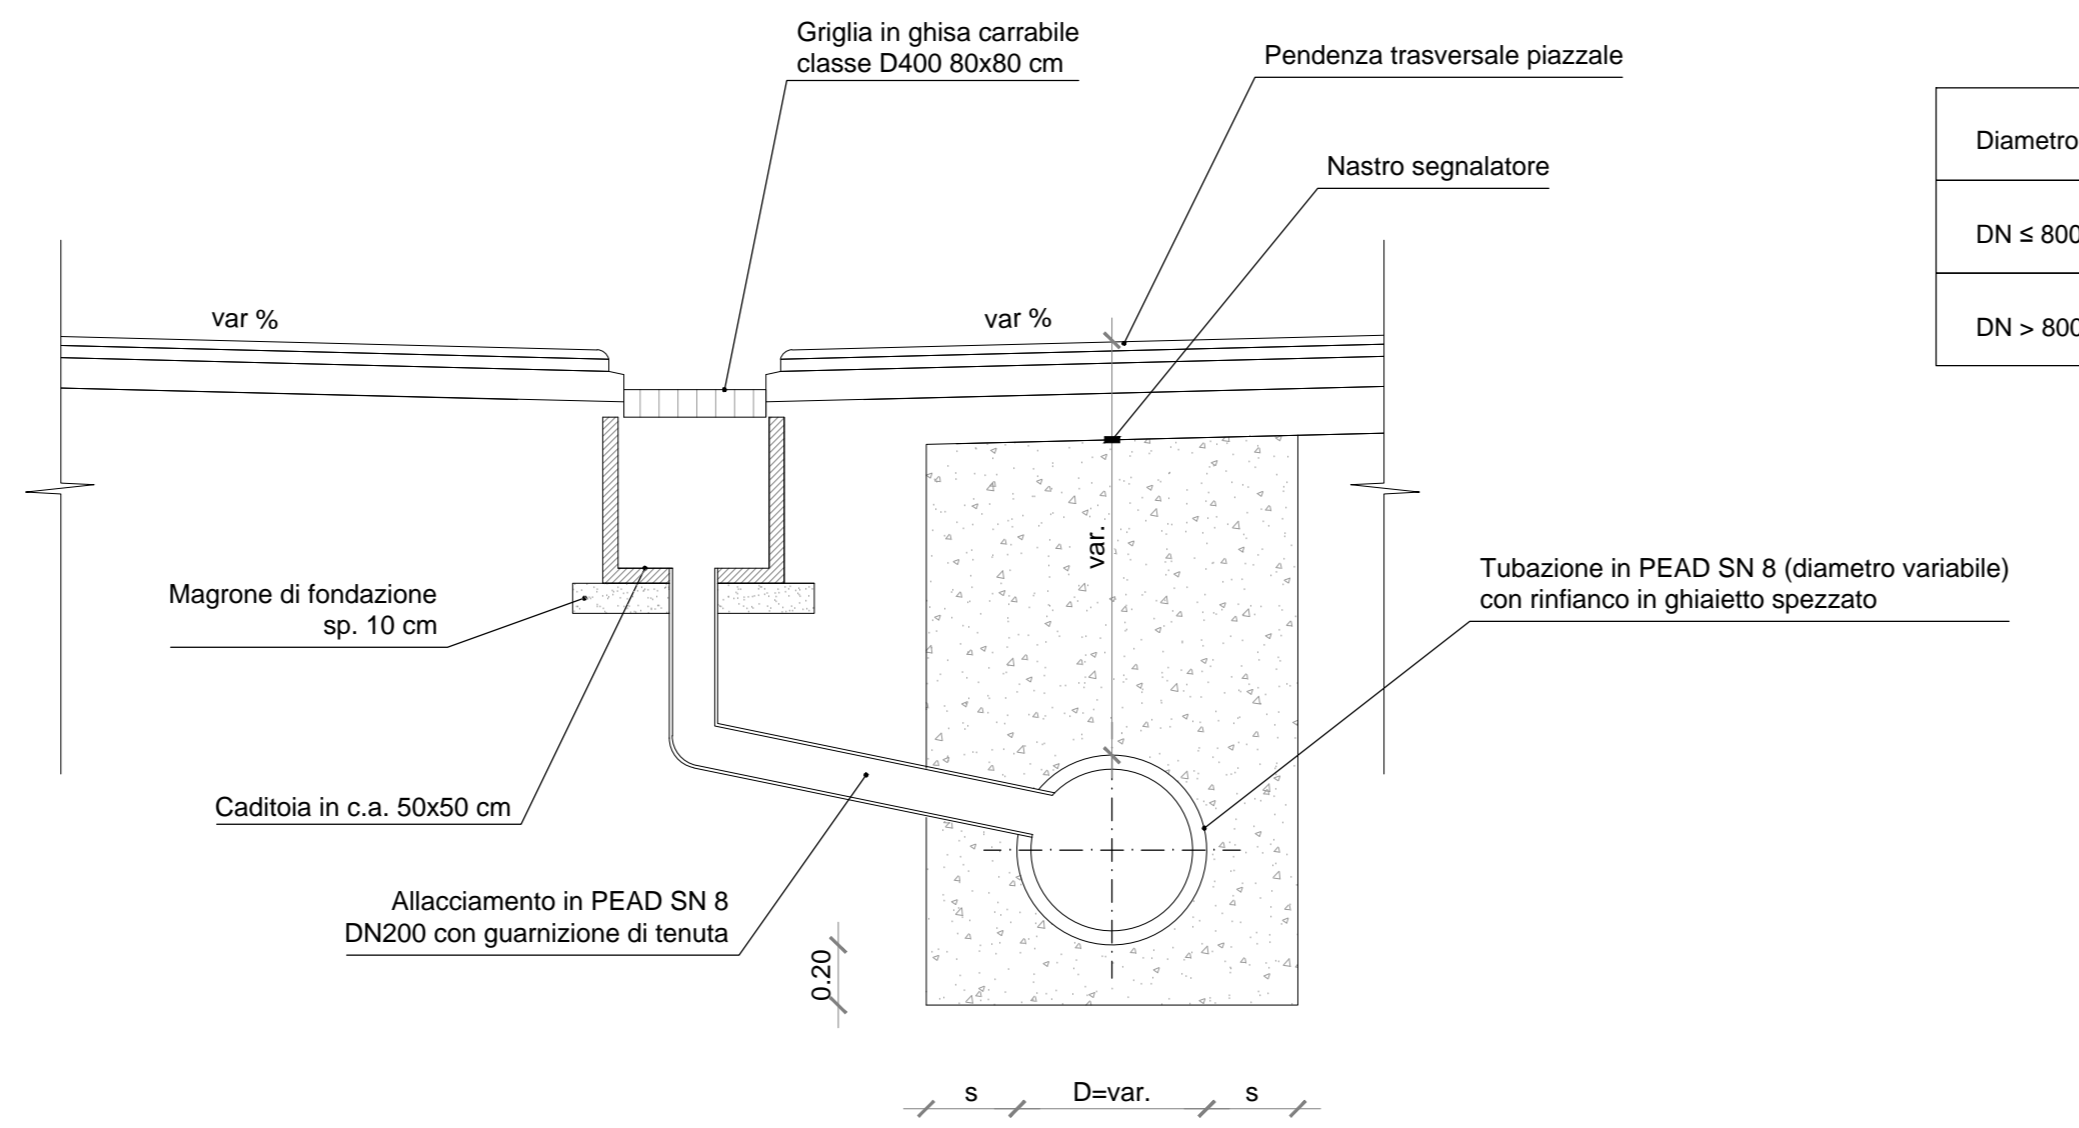 Griglia in ghisa carrabile
classe D400 80x80 cm
Pendenza trasversale piazzale
Nastro segnalatore
Diametro
DN ≤ 800
DN > 800
var %
var %
var.
Magrone di fondazione
sp. 10 cm
Tubazione in PEAD SN 8 (diametro variabile)
con rinfianco in ghiaietto spezzato
Caditoia in c.a. 50x50 cm
Allacciamento in PEAD SN 8
DN200 con guarnizione di tenuta
0.20
s
D=var.
s